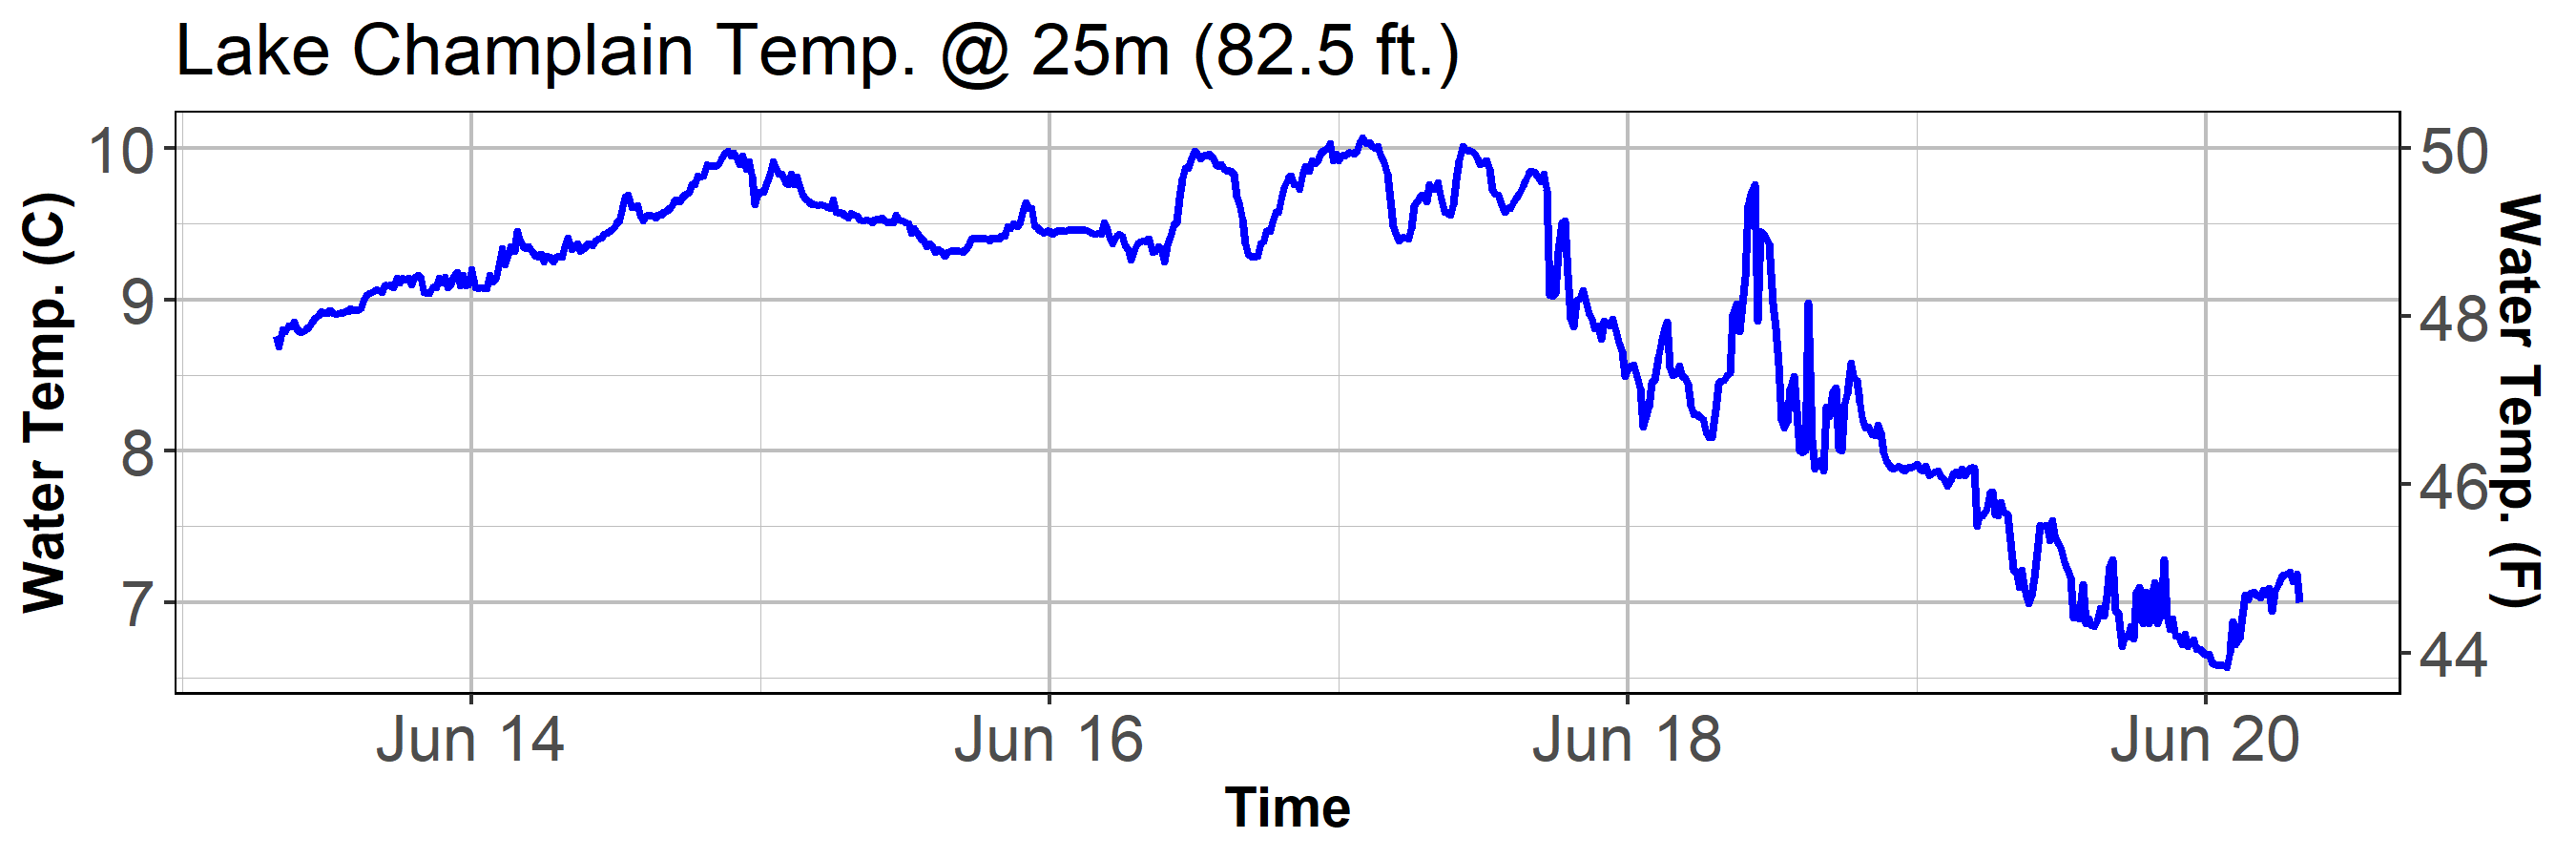 Lake Champlain Temp. @ 25m (82.5 ft.)
Water Temp. (C)
10
9
8
7
50
48
46
44
Water Temp. (F)
Jun 14
Jun 16
Jun 18
Jun 20
Time